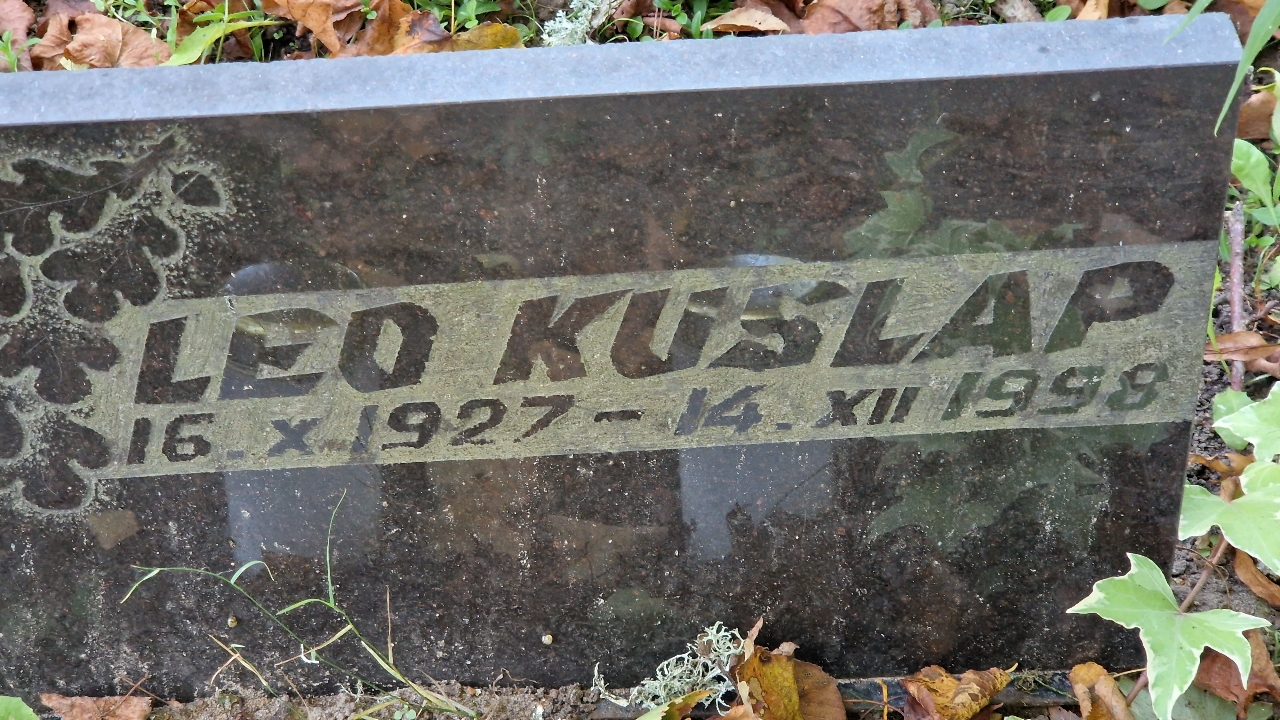 LEO KUSLAP
16. X 1927 - 14. XII 1998